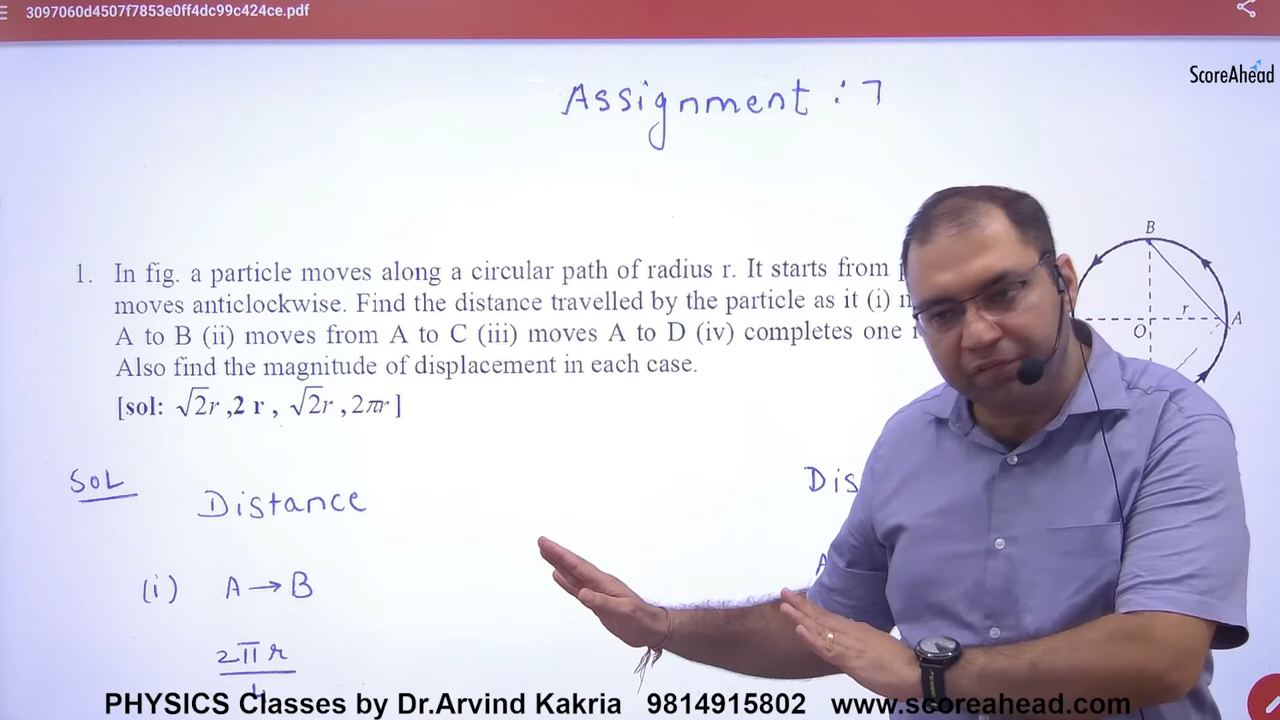 3097060d4507f7853e0ff4dc99c424ce.pdf
ScoreAhead
Assignment : 7
1. In fig. a particle moves along a circular path of radius r. It starts from
moves anticlockwise. Find the distance travelled by the particle as it (i)
A to B (ii) moves from A to C (iii) moves A to D (iv) completes one
Also find the magnitude of displacement in each case.
[sol: √2r ,2 r , √2r ,2πr ]
B
r
A
O
SOL
Distance
Dis
(i) A → B
A
2πr
PHYSICS Classes by Dr.Arvind Kakria 9814915802 www.scoreahead.com